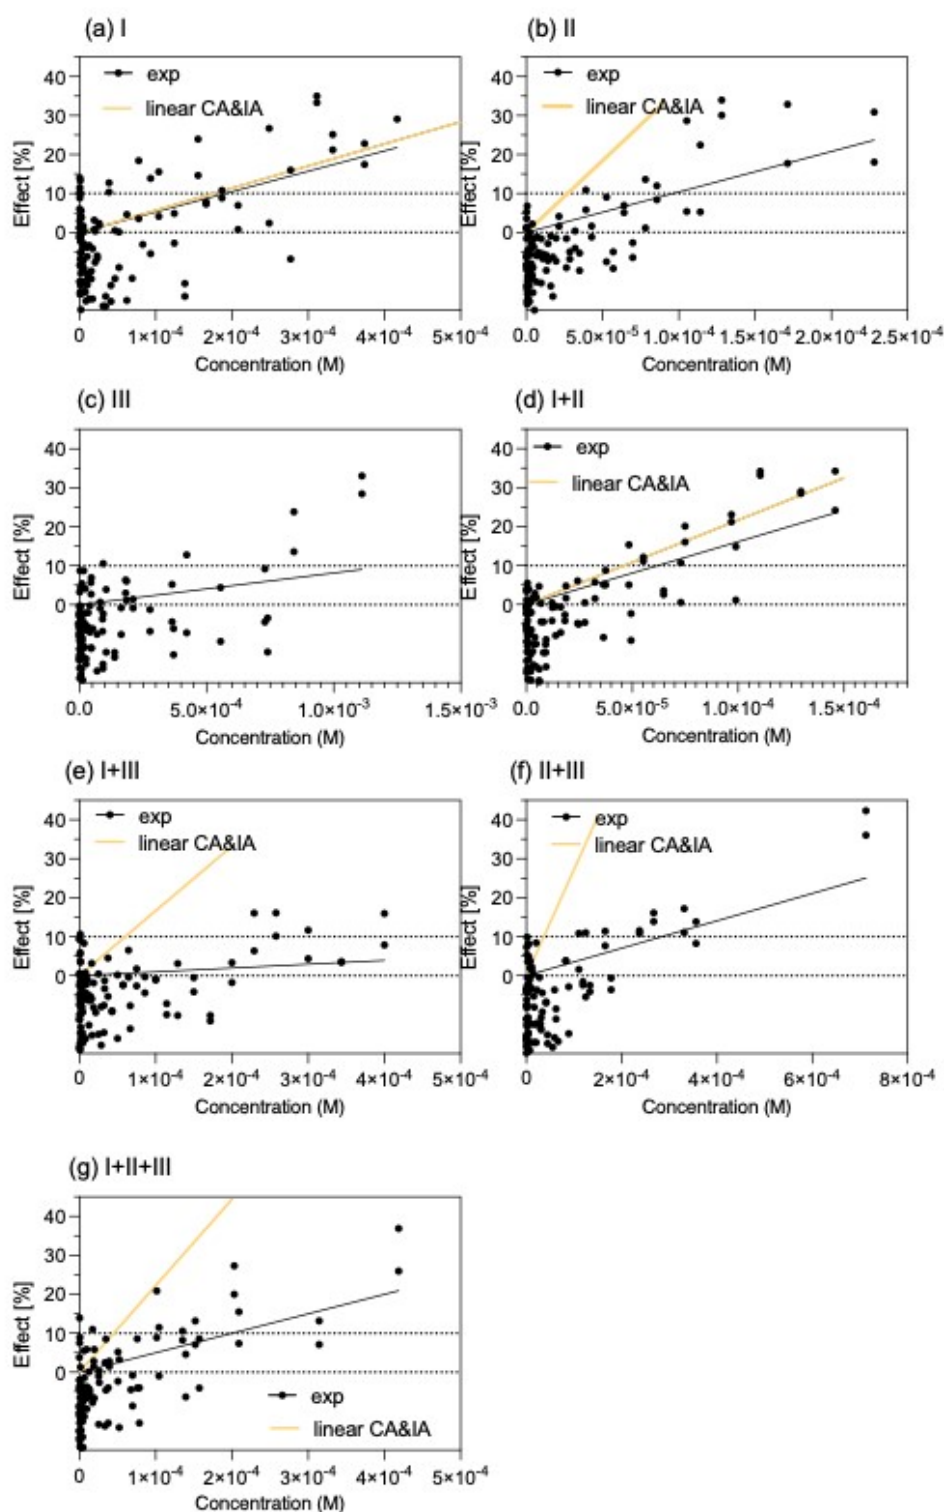 (a) I
(b) II
Effect [%]
40
30
20
10
0
exp
linear CA&IA
0
1×10⁻⁴
2×10⁻⁴
3×10⁻⁴
4×10⁻⁴
5×10⁻⁴
Concentration (M)
Effect [%]
40
30
20
10
0
exp
linear CA&IA
0.0
5.0×10⁻⁵
1.0×10⁻⁴
1.5×10⁻⁴
2.0×10⁻⁴
2.5×10⁻⁴
Concentration (M)
(c) III
(d) I+II
Effect [%]
40
30
20
10
0
0.0
5.0×10⁻⁴
1.0×10⁻³
1.5×10⁻³
Concentration (M)
Effect [%]
40
30
20
10
0
exp
linear CA&IA
0.0
5.0×10⁻⁵
1.0×10⁻⁴
1.5×10⁻⁴
Concentration (M)
(e) I+III
(f) II+III
Effect [%]
40
30
20
10
0
exp
linear CA&IA
0
1×10⁻⁴
2×10⁻⁴
3×10⁻⁴
4×10⁻⁴
5×10⁻⁴
Concentration (M)
Effect [%]
40
30
20
10
0
exp
linear CA&IA
0
2×10⁻⁴
4×10⁻⁴
6×10⁻⁴
8×10⁻⁴
Concentration (M)
(g) I+II+III
Effect [%]
40
30
20
10
0
exp
linear CA&IA
0
1×10⁻⁴
2×10⁻⁴
3×10⁻⁴
4×10⁻⁴
5×10⁻⁴
Concentration (M)